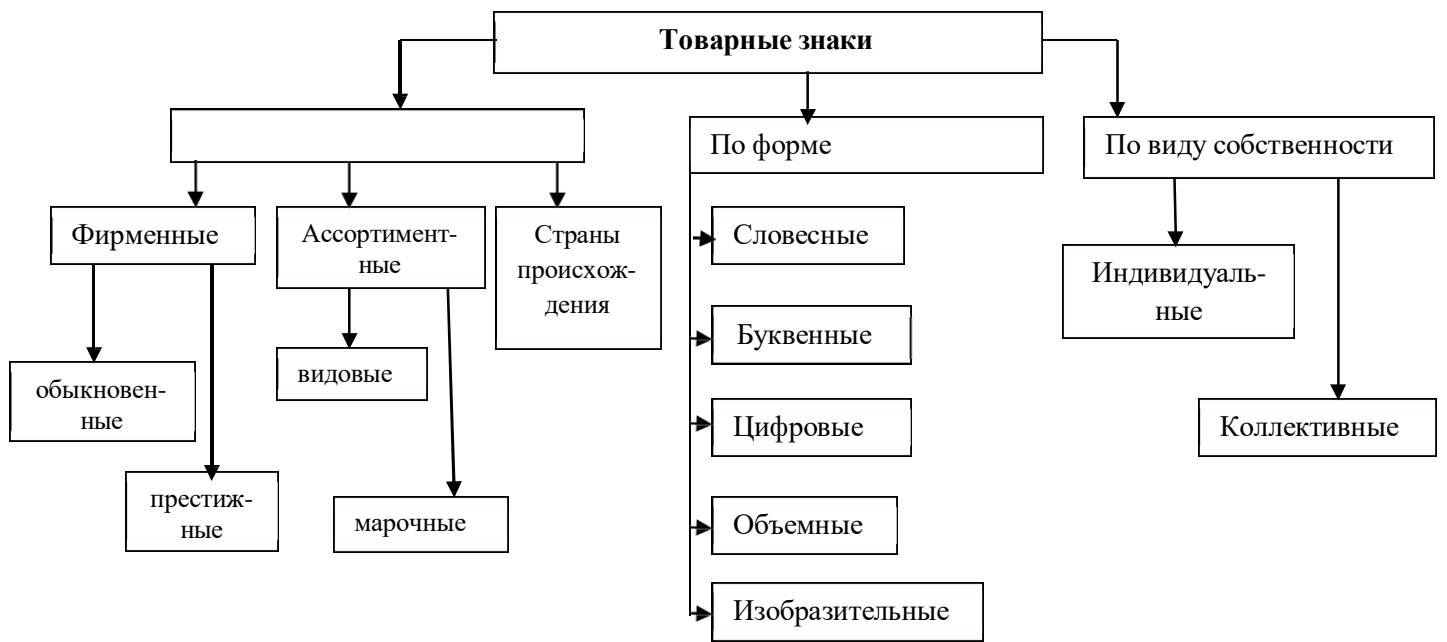 Товарные знаки
По форме
По виду собственности
Фирменные
Ассортимент-
ные
Страны
происхож-
дения
Словесные
Индивидуаль-
ные
Буквенные
обыкновен-
ные
видовые
Цифровые
Коллективные
престиж-
ные
марочные
Объемные
Изобразительные